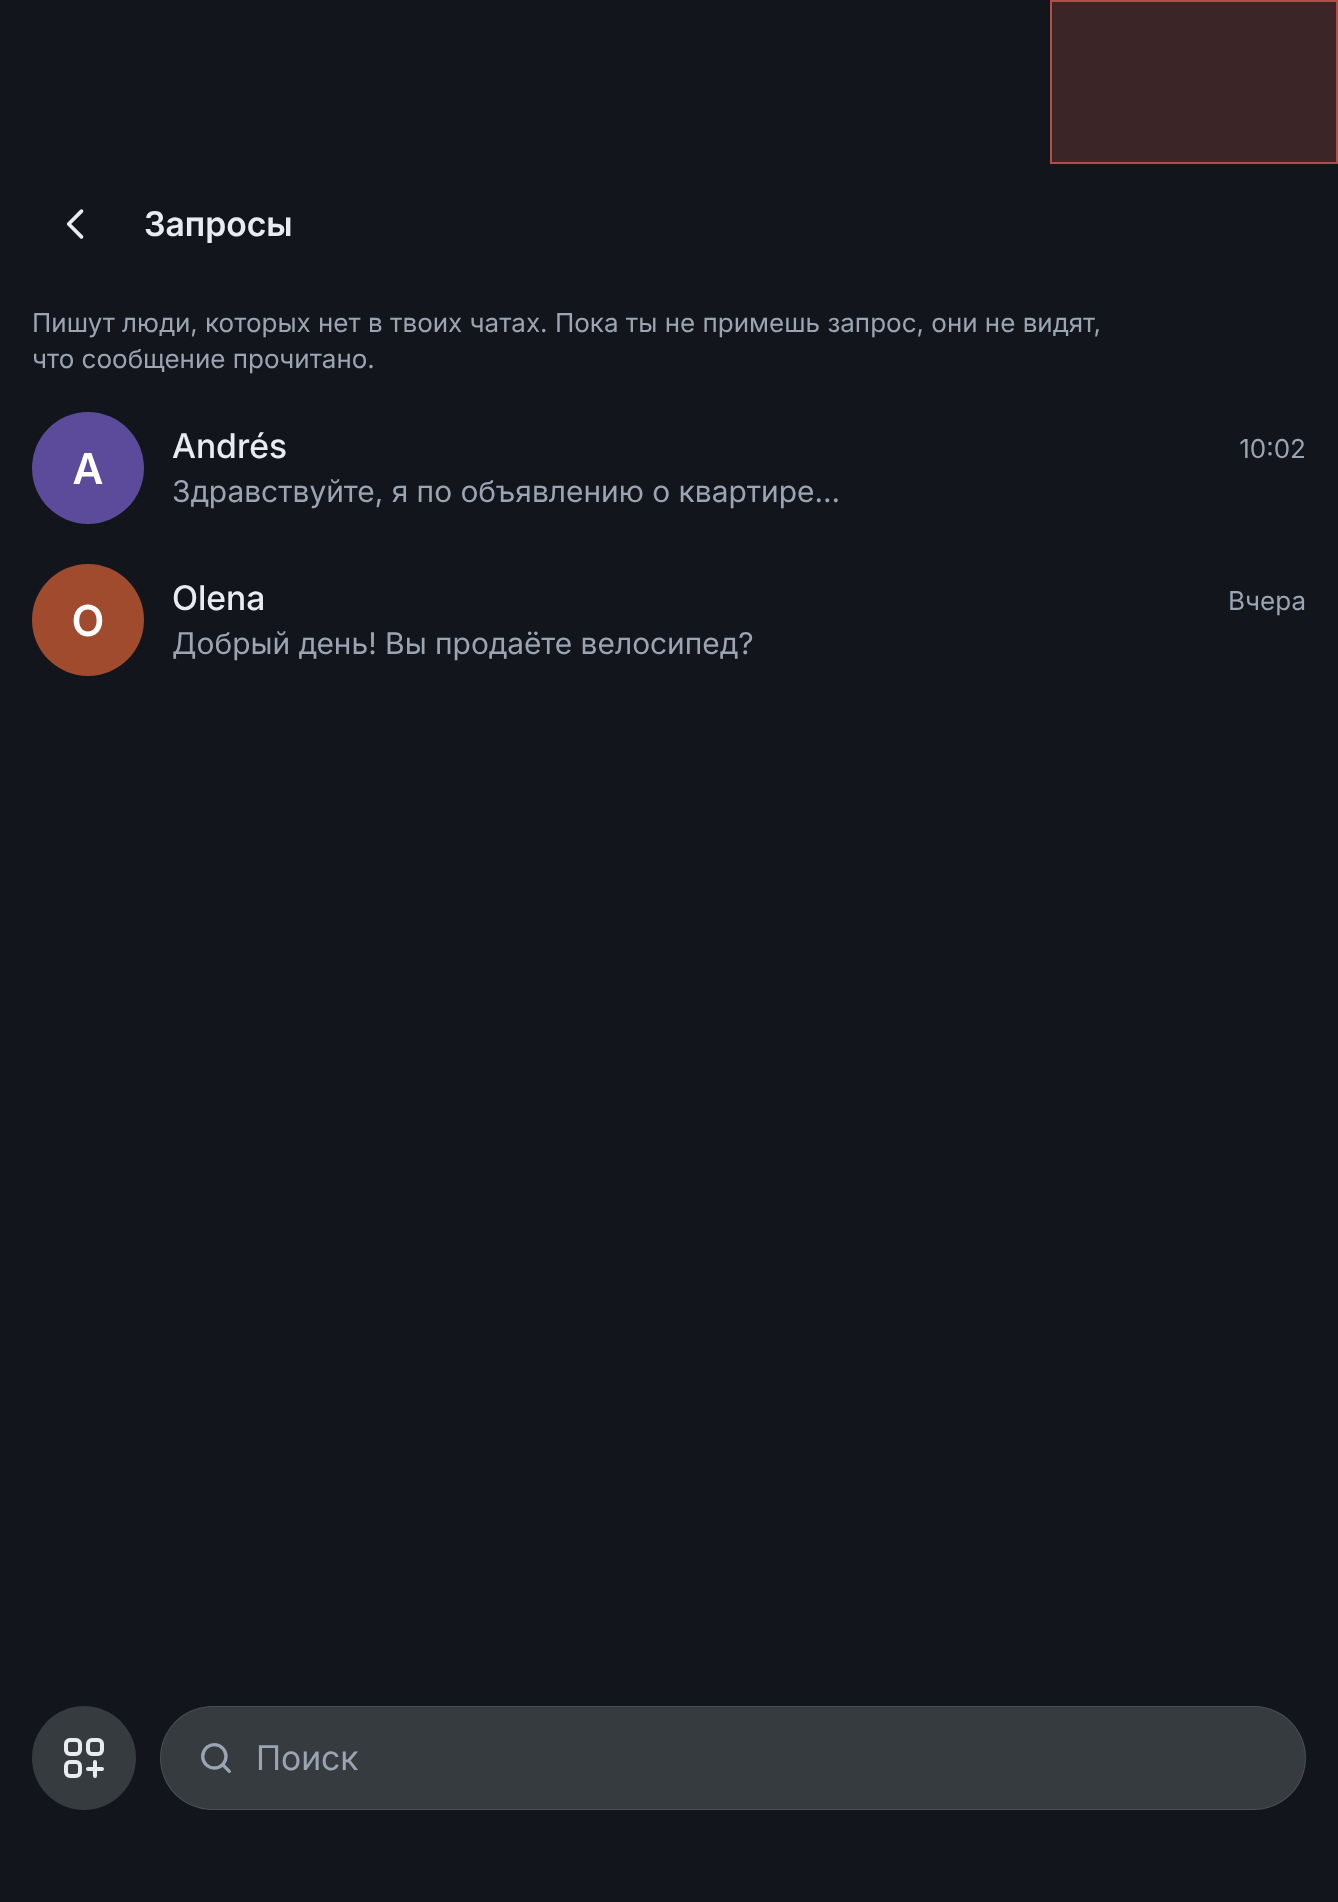 Запросы
Пишут люди, которых нет в твоих чатах. Пока ты не примешь запрос, они не видят,
что сообщение прочитано.
A
Andrés
10:02
Здравствуйте, я по объявлению о квартире...
O
Olena
Вчера
Добрый день! Вы продаёте велосипед?
Поиск